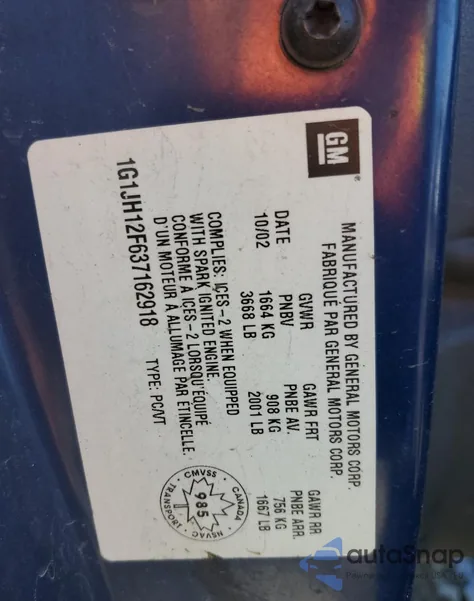 GM
MANUFACTURED BY GENERAL MOTORS CORP
FABRIQUÉ PAR GENERAL MOTORS CORP.
DATE GVWR GAWR FRT GAWR RR
PNBV PNBE AV. PNBE ARR.
10/02 1664 KG 908 KG 756 KG
3668 LB 2001 LB 1667 LB
COMPLIES: ICES-2 WHEN EQUIPPED
WITH SPARK IGNITED ENGINE.
CONFORME À ICES-2 LORSQU'ÉQUIPÉ
D'UN MOTEUR À ALLUMAGE PAR ÉTINCELLE.
1G1JH12F637162918 TYPE: PC/VT
CMVSS
CANADA
985
TRANSPORT
NSVAC
autoSnap